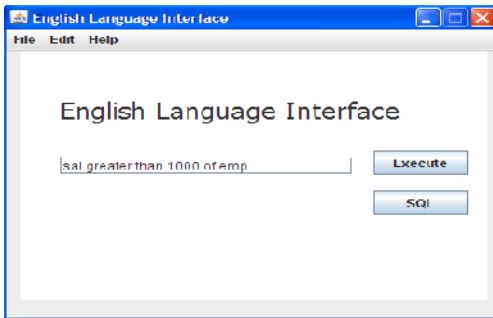 English Language Interface
File Edit Help
English Language Interface
sal greater than 1000 of emp
Execute
SQL